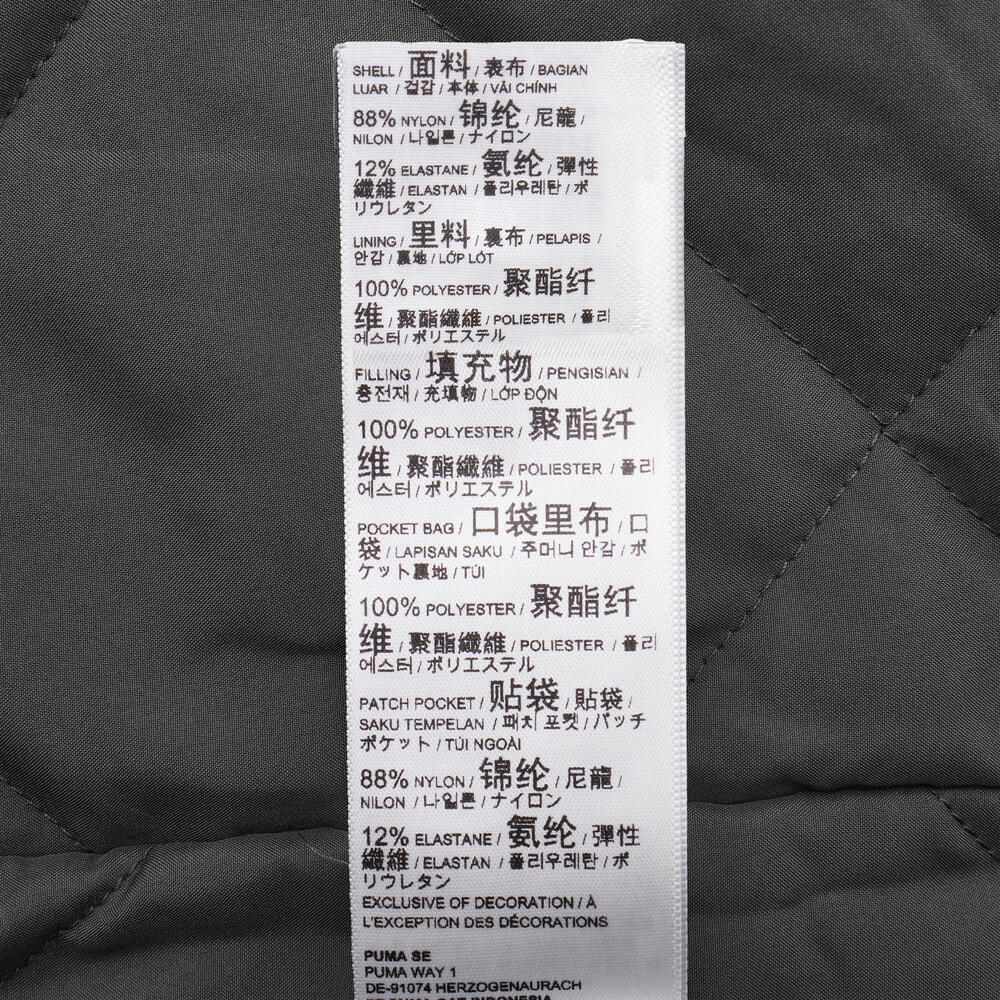 SHELL / 面料 / 表布 / BAGIAN
LUAR / 겉감 / 本体 / VẢI CHÍNH
88% NYLON / 锦纶 / 尼龍 /
NILON / 나일론 / ナイロン
12% ELASTANE / 氨纶 / 彈性
纖維 / ELASTAN / 폴리우레탄 / ポ
リウレタン
LINING / 里料 / 裏布 / PELAPIS /
안감 / 裏地 / LỚP LÓT
100% POLYESTER / 聚酯纤
维 / 聚酯纖維 / POLIESTER / 폴리
에스터 / ポリエステル
FILLING / 填充物 / PENGISIAN /
충전재 / 充填物 / LỚP ĐỘN
100% POLYESTER / 聚酯纤
维 / 聚酯纖維 / POLIESTER / 폴리
에스터 / ポリエステル
POCKET BAG / 口袋里布 / 口
袋 / LAPISAN SAKU / 주머니 안감 / ポ
ケット裏地 / TÚI
100% POLYESTER / 聚酯纤
维 / 聚酯纖維 / POLIESTER / 폴리
에스터 / ポリエステル
PATCH POCKET / 贴袋 / 貼袋 /
SAKU TEMPELAN / 패치 포켓 / パッチ
ポケット / TÚI NGOÀI
88% NYLON / 锦纶 / 尼龍 /
NILON / 나일론 / ナイロン
12% ELASTANE / 氨纶 / 彈性
纖維 / ELASTAN / 폴리우레탄 / ポ
リウレタン
EXCLUSIVE OF DECORATION / À
L'EXCEPTION DES DÉCORATIONS
PUMA SE
PUMA WAY 1
DE-91074 HERZOGENAURACH